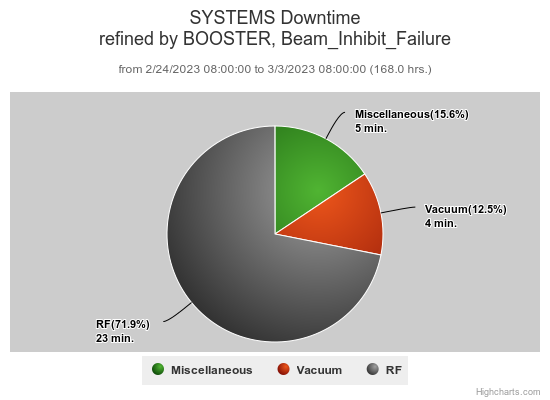 SYSTEMS Downtime
refined by BOOSTER, Beam_Inhibit_Failure
from 2/24/2023 08:00:00 to 3/3/2023 08:00:00 (168.0 hrs.)
Miscellaneous(15.6%)
5 min.
Vacuum(12.5%)
4 min.
RF(71.9%)
23 min.
Miscellaneous Vacuum RF
Highcharts.com